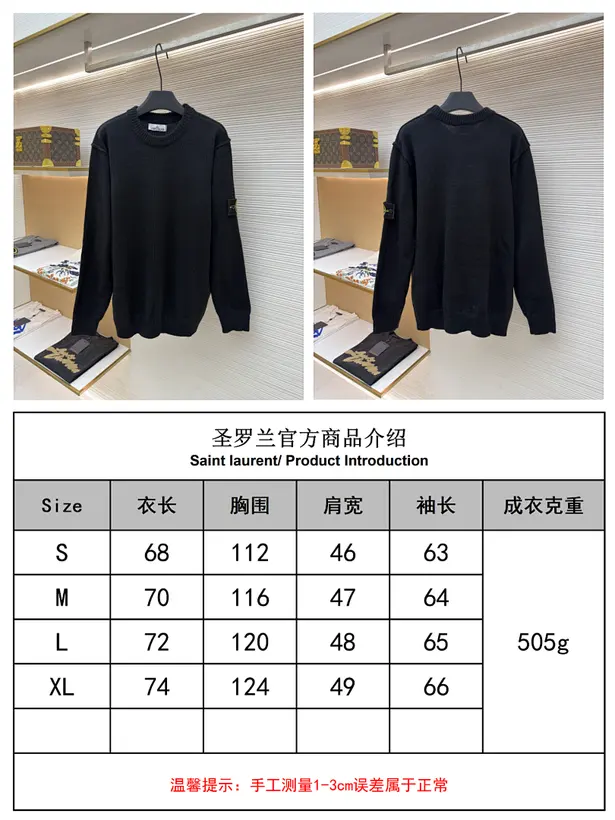 圣罗兰官方商品介绍
Saint laurent/ Product Introduction
Size 衣长 胸围 肩宽 袖长 成衣克重
S 68 112 46 63
M 70 116 47 64
L 72 120 48 65
XL 74 124 49 66
505g
温馨提示：手工测量1-3cm误差属于正常